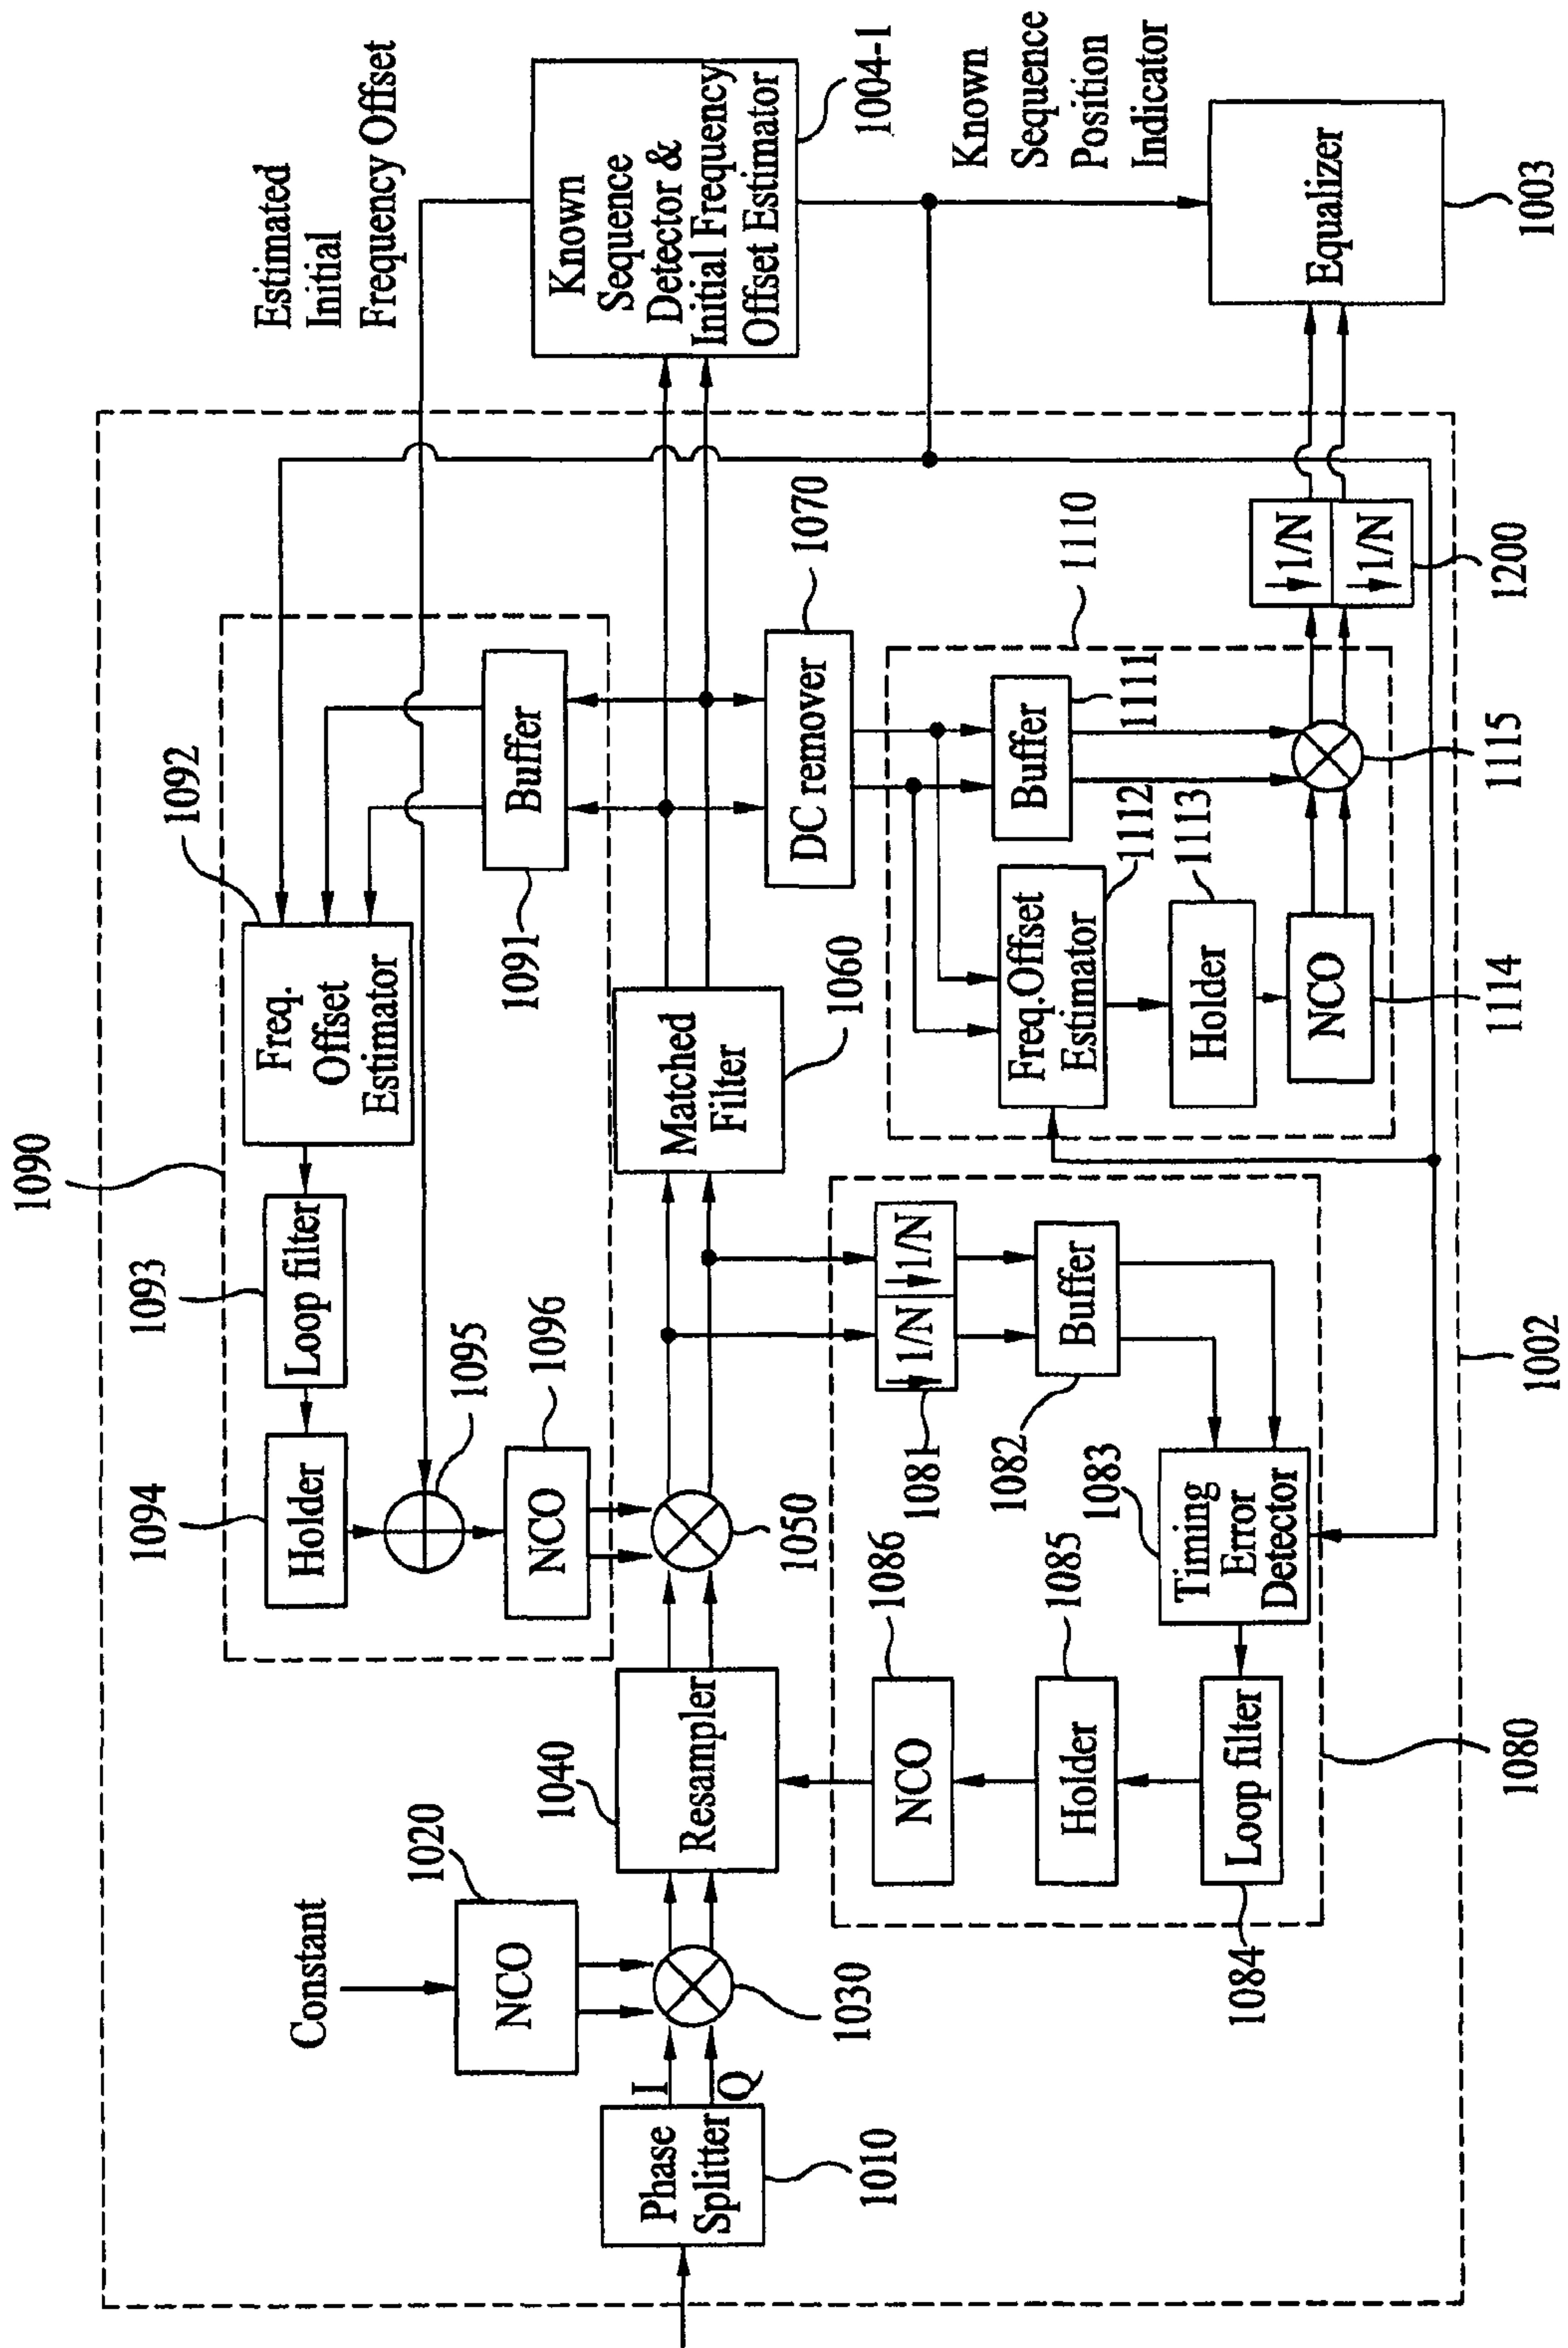 Estimated
Initial
Frequency Offset
Known
Sequence
Detector &
Initial Frequency
Offset Estimator
1004-1
Known
Sequence
Position
Indicator
Equalizer
1003
1090
1092
Freq.
Offset
Estimator
Buffer
1091
1093
Loop filter
1094
Holder
1095
1096
NCO
Constant
1020
NCO
Phase
Splitter
1010
I
Q
1030
1040
Resampler
1050
Matched
Filter
1060
DC remover
1070
1110
Buffer
1111
Freq.Offset
Estimator
1112
Holder
1113
NCO
1114
1115
1/N
1/N
1200
1/N
1/N
1081
Buffer
1082
1083
Timing
Error
Detector
1086
NCO
1085
Holder
Loop filter
1084
1080
1002